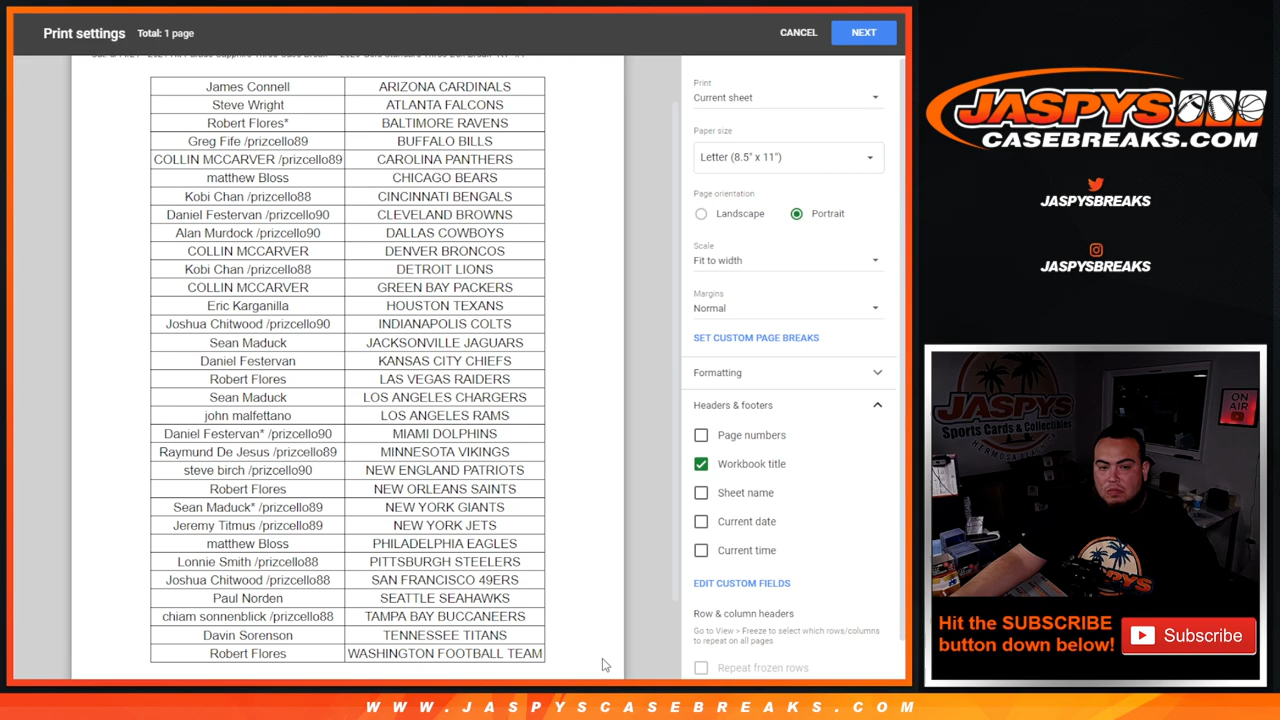 Print settings Total: 1 page
CANCEL NEXT
James Connell ARIZONA CARDINALS
Steve Wright ATLANTA FALCONS
Robert Flores* BALTIMORE RAVENS
Greg Fife /prizcello89 BUFFALO BILLS
COLLIN MCCARVER /prizcello89 CAROLINA PANTHERS
matthew Bloss CHICAGO BEARS
Kobi Chan /prizcello88 CINCINNATI BENGALS
Daniel Festervan /prizcello90 CLEVELAND BROWNS
Alan Murdock /prizcello90 DALLAS COWBOYS
COLLIN MCCARVER DENVER BRONCOS
Kobi Chan /prizcello88 DETROIT LIONS
COLLIN MCCARVER GREEN BAY PACKERS
Eric Karganilla HOUSTON TEXANS
Joshua Chitwood /prizcello90 INDIANAPOLIS COLTS
Sean Maduck JACKSONVILLE JAGUARS
Daniel Festervan KANSAS CITY CHIEFS
Robert Flores LAS VEGAS RAIDERS
Sean Maduck LOS ANGELES CHARGERS
john malfettano LOS ANGELES RAMS
Daniel Festervan* /prizcello90 MIAMI DOLPHINS
Raymund De Jesus /prizcello89 MINNESOTA VIKINGS
steve birch /prizcello90 NEW ENGLAND PATRIOTS
Robert Flores NEW ORLEANS SAINTS
Sean Maduck* /prizcello89 NEW YORK GIANTS
Jeremy Titmus /prizcello89 NEW YORK JETS
matthew Bloss PHILADELPHIA EAGLES
Lonnie Smith /prizcello88 PITTSBURGH STEELERS
Joshua Chitwood /prizcello88 SAN FRANCISCO 49ERS
Paul Norden SEATTLE SEAHAWKS
chiam sonnenblick /prizcello88 TAMPA BAY BUCCANEERS
Davin Sorenson TENNESSEE TITANS
Robert Flores WASHINGTON FOOTBALL TEAM
Print
Current sheet
Paper size
Letter (8.5" x 11")
Page orientation
Landscape Portrait
Scale
Fit to width
Margins
Normal
SET CUSTOM PAGE BREAKS
Formatting
Headers & footers
Page numbers
Workbook title
Sheet name
Current date
Current time
EDIT CUSTOM FIELDS
Row & column headers
Go to View > Freeze to select which rows/columns
to repeat on all pages
Repeat frozen rows
JASPYS
CASEBREAKS.COM
JASPYSBREAKS
JASPYSBREAKS
JASPYS
Sports Cards & Collectibles
HERMOSA BEACH
ON AIR
JASPYS
Hit the SUBSCRIBE
button down below!
Subscribe
WWW.JASPYSCASEBREAKS.COM